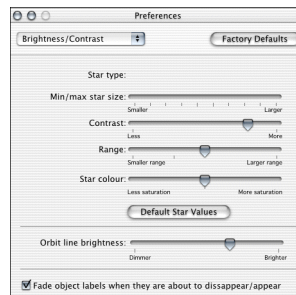 Preferences
Brightness/Contrast
Factory Defaults
Star type:
Min/max star size:
Smaller Larger
Contrast:
Less More
Range:
Smaller range Larger range
Star colour:
Less saturation More saturation
Default Star Values
Orbit line brightness:
Dimmer Brighter
Fade object labels when they are about to dissappear/appear